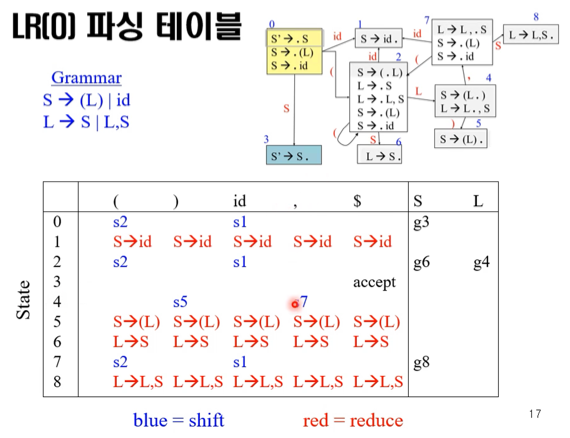 LR(0) 파싱 테이블
Grammar
S → (L) | id
L → S | L,S
0
S' → . S
S → . (L)
S → . id
id
1
S → id .
id
7
L → L , . S
S → . (L)
S → . id
S
8
L → L,S .
(
id
2
(
S → ( . L)
L → . S
L → . L, S
S → . (L)
S → . id
L
,
4
S → (L . )
L → L . , S
S
(
S
)
5
S → (L) .
3
S' → S .
6
L → S .
( ) id , $ S L
State
0 s2 s1 g3
1 S→id S→id S→id S→id S→id
2 s2 s1 g6 g4
3 accept
4 s5 7
5 S→(L) S→(L) S→(L) S→(L) S→(L)
6 L→S L→S L→S L→S L→S
7 s2 s1 g8
8 L→L,S L→L,S L→L,S L→L,S L→L,S
blue = shift red = reduce
17